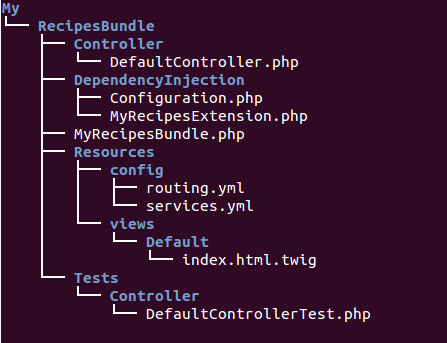 My
RecipesBundle
Controller
DefaultController.php
DependencyInjection
Configuration.php
MyRecipesExtension.php
MyRecipesBundle.php
Resources
config
routing.yml
services.yml
views
Default
index.html.twig
Tests
Controller
DefaultControllerTest.php